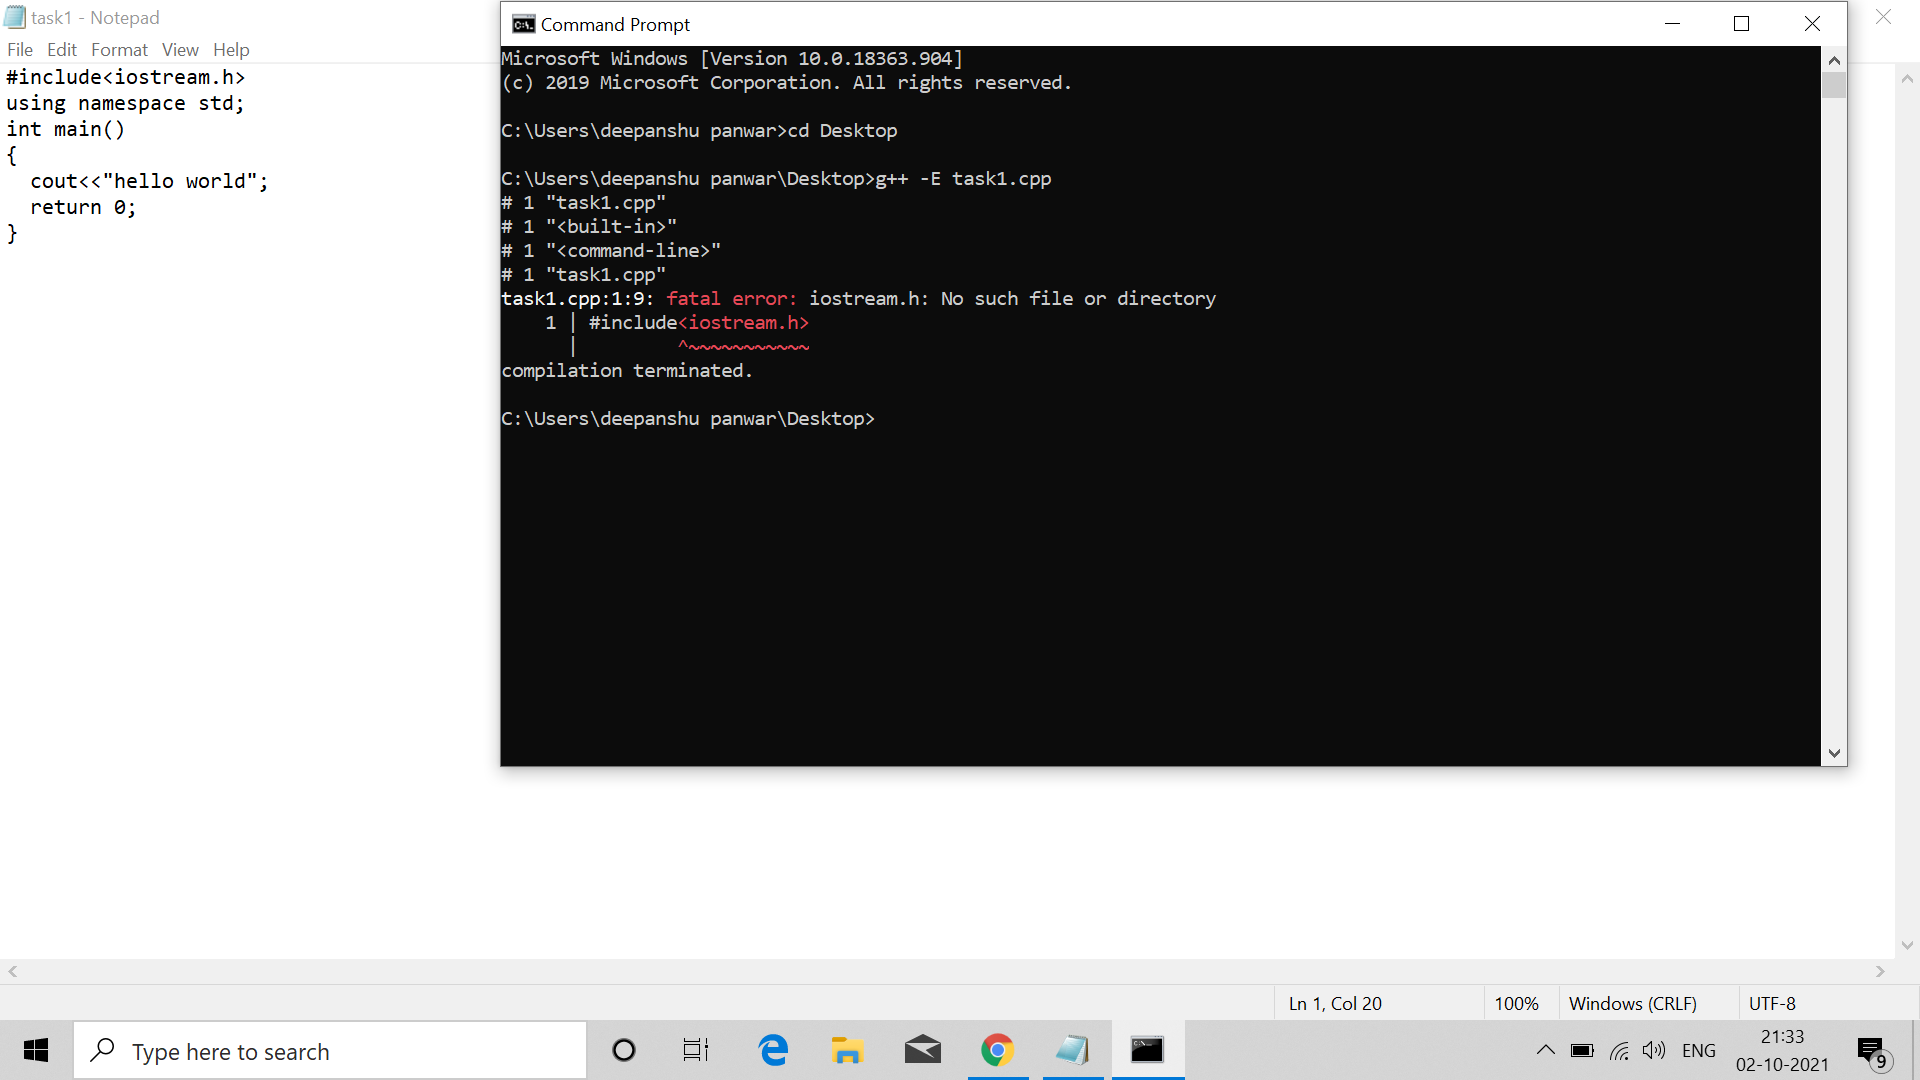 task1 - Notepad
File Edit Format View Help
#include<iostream.h>
using namespace std;
int main()
{
  cout<<"hello world";
  return 0;
}
Command Prompt
Microsoft Windows [Version 10.0.18363.904]
(c) 2019 Microsoft Corporation. All rights reserved.
C:\Users\deepanshu panwar>cd Desktop
C:\Users\deepanshu panwar\Desktop>g++ -E task1.cpp
# 1 "task1.cpp"
# 1 "<built-in>"
# 1 "<command-line>"
# 1 "task1.cpp"
task1.cpp:1:9: fatal error: iostream.h: No such file or directory
    1 | #include<iostream.h>
      |         ^~~~~~~~~~~~
compilation terminated.
C:\Users\deepanshu panwar\Desktop>
Ln 1, Col 20
100%
Windows (CRLF)
UTF-8
Type here to search
ENG
21:33
02-10-2021
9